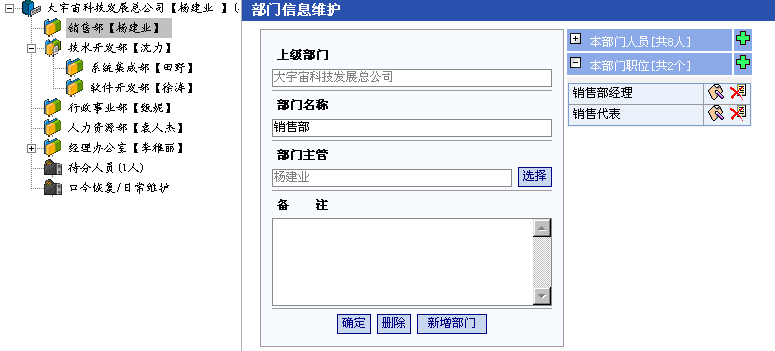 大宇宙科技发展总公司【杨建业 】(
销售部【杨建业】
技术开发部【沈力】
系统集成部【田野】
软件开发部【徐涛】
行政事业部【甄妮】
人力资源部【袁人杰】
经理办公室【李雅丽】
待分人员(1人)
口令恢复/日常维护
部门信息维护
上级部门
大宇宙科技发展总公司
部门名称
销售部
部门主管
杨建业
选择
备 注
确定
删除
新增部门
本部门人员[共8人]
本部门职位[共2个]
销售部经理
销售代表